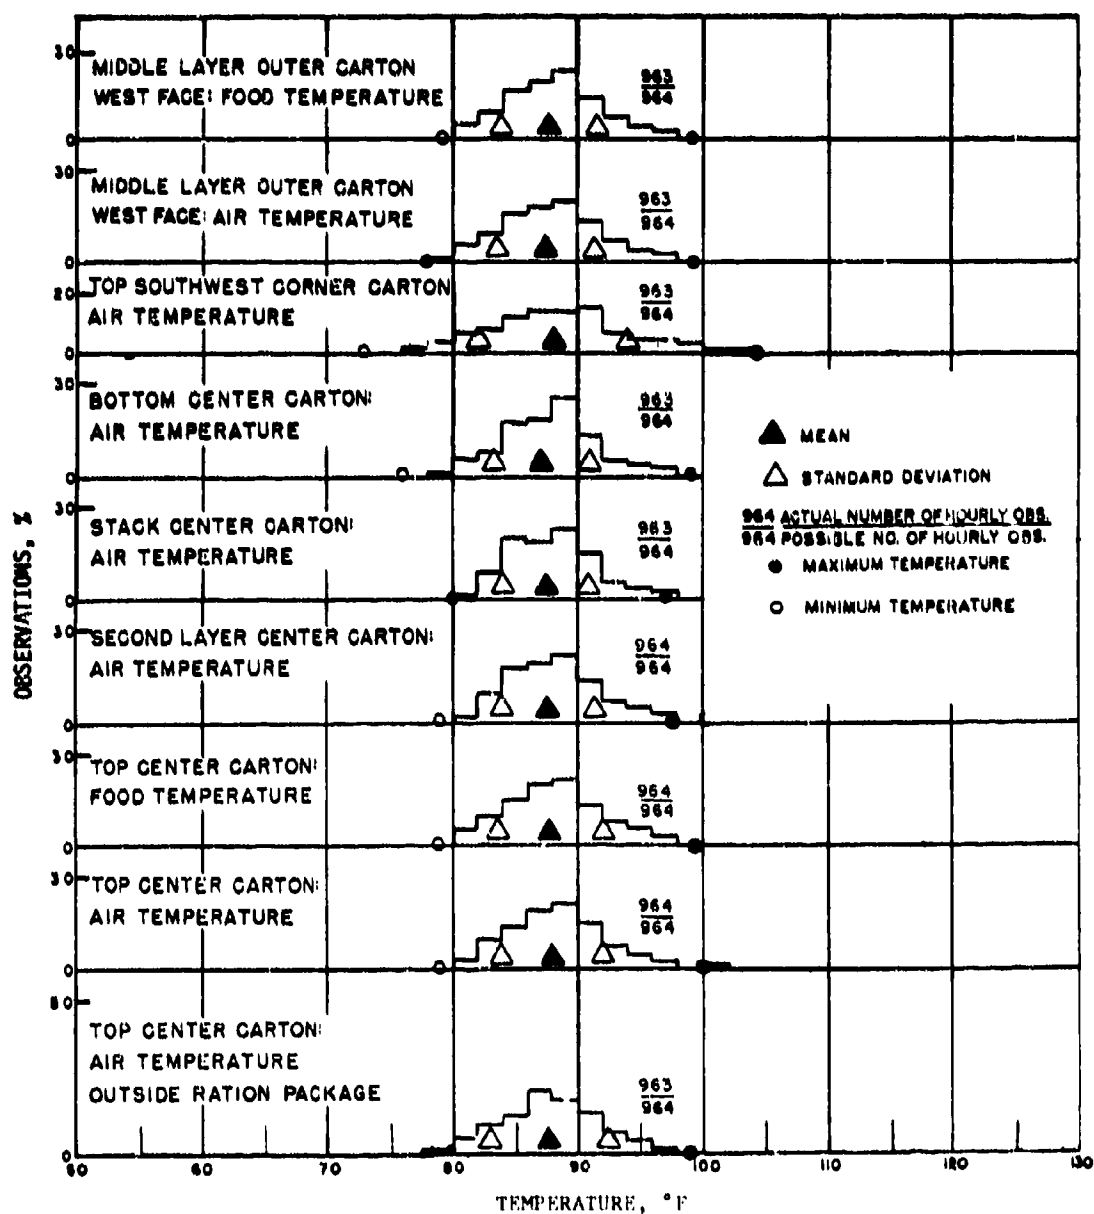 30
MIDDLE LAYER OUTER CARTON
WEST FACE: FOOD TEMPERATURE
963
964
0
30
MIDDLE LAYER OUTER CARTON
WEST FACE: AIR TEMPERATURE
963
964
0
20
TOP SOUTHWEST CORNER CARTON
AIR TEMPERATURE
963
964
0
30
BOTTOM CENTER CARTON:
AIR TEMPERATURE
963
964
0
MEAN
STANDARD DEVIATION
964 ACTUAL NUMBER OF HOURLY OBS.
964 POSSIBLE NO. OF HOURLY OBS.
MAXIMUM TEMPERATURE
MINIMUM TEMPERATURE
30
STACK CENTER CARTON:
AIR TEMPERATURE
963
964
0
30
SECOND LAYER CENTER CARTON:
AIR TEMPERATURE
964
964
0
30
TOP CENTER CARTON:
FOOD TEMPERATURE
964
964
0
30
TOP CENTER CARTON:
AIR TEMPERATURE
964
964
0
50
TOP CENTER CARTON:
AIR TEMPERATURE
OUTSIDE RATION PACKAGE
963
964
0
OBSERVATIONS, %
50 60 70 80 90 100 110 120 130
TEMPERATURE, °F